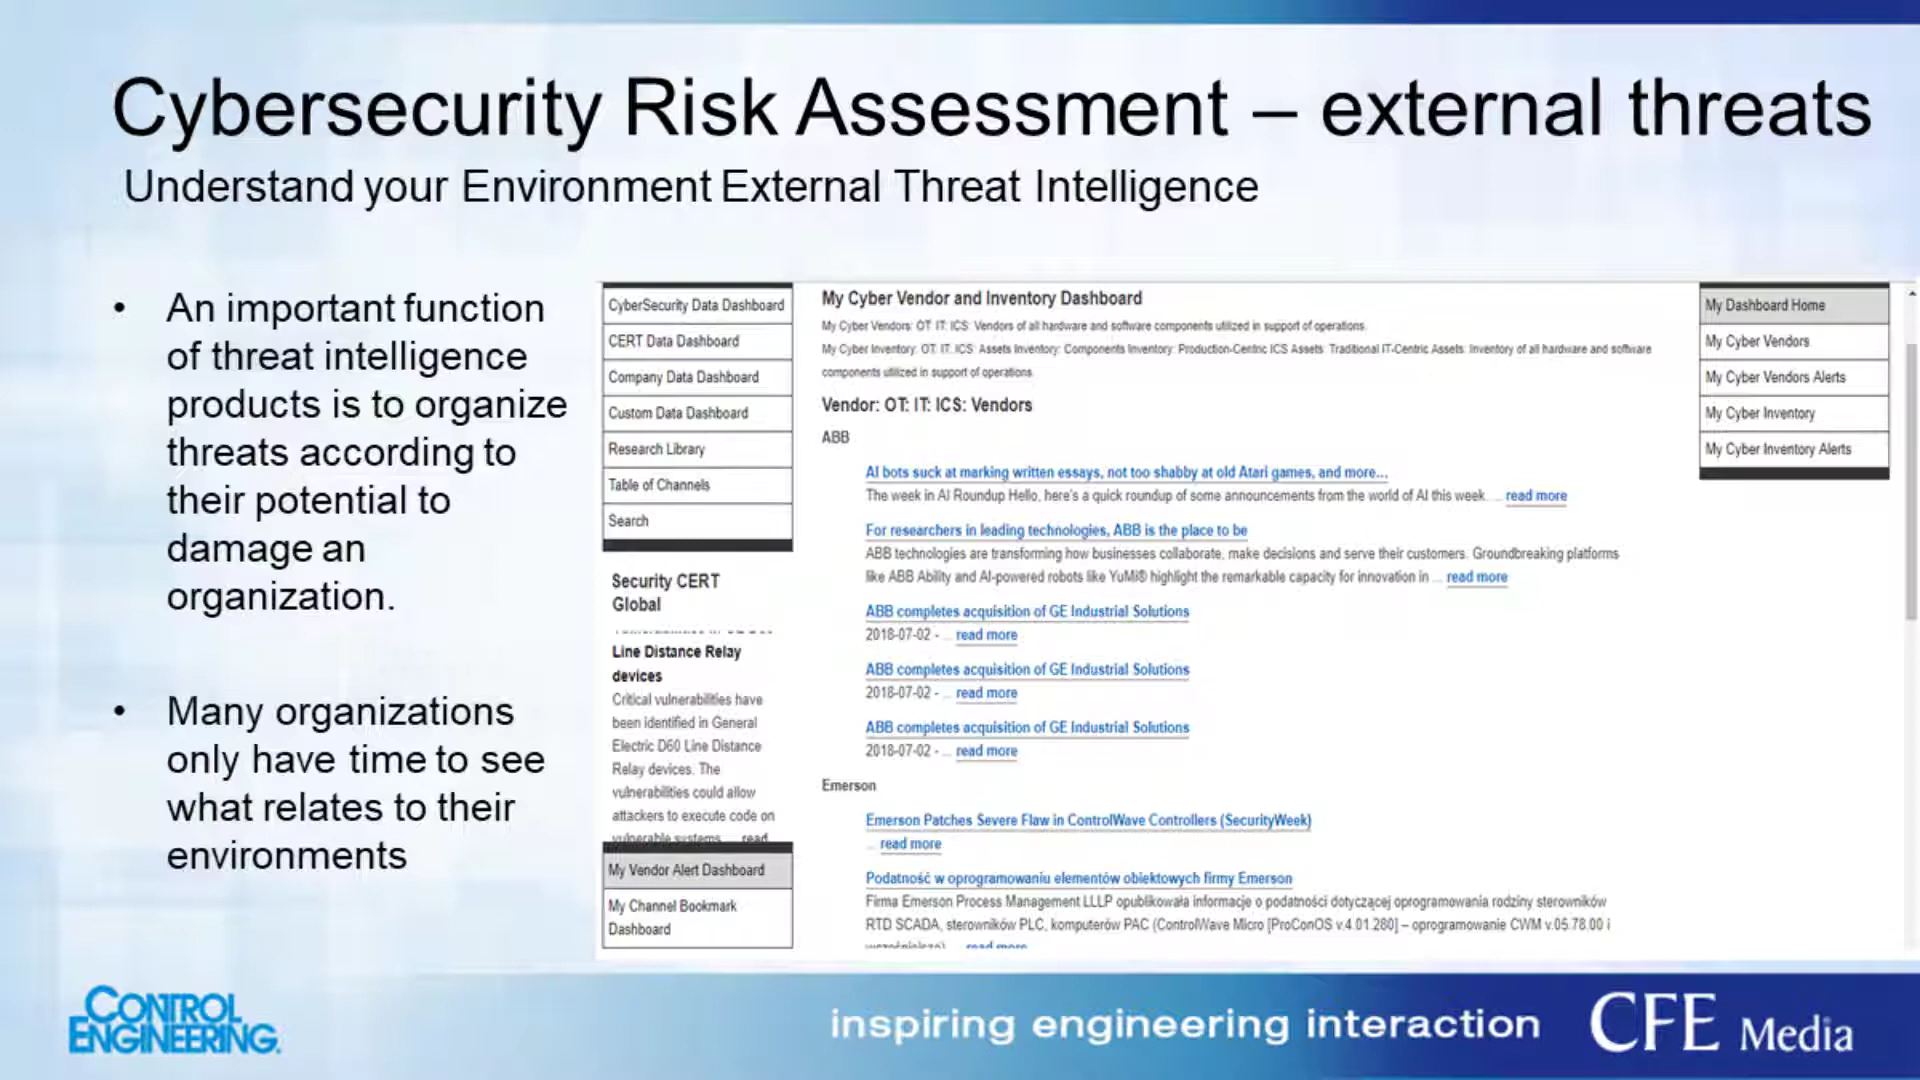 Cybersecurity Risk Assessment – external threats
Understand your Environment External Threat Intelligence
• An important function
of threat intelligence
products is to organize
threats according to
their potential to
damage an
organization.
• Many organizations
only have time to see
what relates to their
environments
CyberSecurity Data Dashboard
CERT Data Dashboard
Company Data Dashboard
Custom Data Dashboard
Research Library
Table of Channels
Search
Security CERT
Global
Line Distance Relay
devices
Critical vulnerabilities have
been identified in General
Electric D60 Line Distance
Relay devices. The
vulnerabilities could allow
attackers to execute code on
vulnerable systems. ... read
My Vendor Alert Dashboard
My Channel Bookmark
Dashboard
My Cyber Vendor and Inventory Dashboard
My Cyber Vendors: OT: IT: ICS: Vendors of all hardware and software components utilized in support of operations.
My Cyber Inventory: OT: IT: ICS: Assets Inventory: Components Inventory: Production-Centric ICS Assets: Traditional IT-Centric Assets: Inventory of all hardware and software
components utilized in support of operations.
Vendor: OT: IT: ICS: Vendors
ABB
AI bots suck at marking written essays, not too shabby at old Atari games, and more...
The week in AI Roundup Hello, here's a quick roundup of some announcements from the world of AI this week. ... read more
For researchers in leading technologies, ABB is the place to be
ABB technologies are transforming how businesses collaborate, make decisions and serve their customers. Groundbreaking platforms
like ABB Ability and AI-powered robots like YuMi® highlight the remarkable capacity for innovation in ... read more
ABB completes acquisition of GE Industrial Solutions
2018-07-02 - ... read more
ABB completes acquisition of GE Industrial Solutions
2018-07-02 - ... read more
ABB completes acquisition of GE Industrial Solutions
2018-07-02 - ... read more
Emerson
Emerson Patches Severe Flaw in ControlWave Controllers (SecurityWeek)
... read more
Podatność w oprogramowaniu elementów obiektowych firmy Emerson
Firma Emerson Process Management LLLP opublikowała informacje o podatności dotyczącej oprogramowania rodziny sterowników
RTD SCADA, sterowników PLC, komputerów PAC (ControlWave Micro [ProConOS v.4.01.280] – oprogramowanie CWM v.05.78.00 i
wcześniejsze) ... read more
My Dashboard Home
My Cyber Vendors
My Cyber Vendors Alerts
My Cyber Inventory
My Cyber Inventory Alerts
CONTROL
ENGINEERING.
inspiring engineering interaction
CFE Media